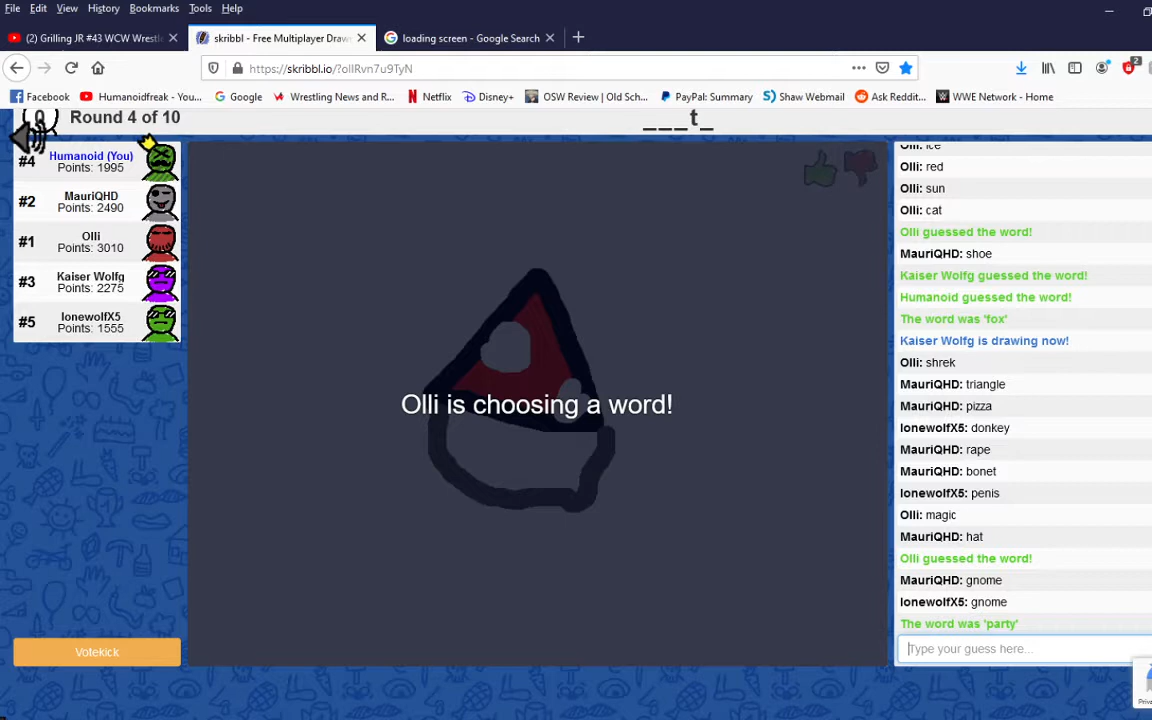 File Edit View History Bookmarks Tools Help
(2) Grilling JR #43 WCW Wrestl
skribbl - Free Multiplayer Draw
loading screen - Google Search
https://skribbl.io/?olIRvn7u9TyN
Facebook Humanoidfreak - You... Google Wrestling News and R... Netflix Disney+ OSW Review | Old Sch... PayPal: Summary Shaw Webmail Ask Reddit... WWE Network - Home
2
0 Round 4 of 10 ___t_
#4 Humanoid (You)
Points: 1995
#2 MauriQHD
Points: 2490
#1 Olli
Points: 3010
#3 Kaiser Wolfg
Points: 2275
#5 lonewolfX5
Points: 1555
Votekick
Olli is choosing a word!
Olli: ice
Olli: red
Olli: sun
Olli: cat
Olli guessed the word!
MauriQHD: shoe
Kaiser Wolfg guessed the word!
Humanoid guessed the word!
The word was 'fox'
Kaiser Wolfg is drawing now!
Olli: shrek
MauriQHD: triangle
MauriQHD: pizza
lonewolfX5: donkey
MauriQHD: rape
MauriQHD: bonet
lonewolfX5: penis
Olli: magic
MauriQHD: hat
Olli guessed the word!
MauriQHD: gnome
lonewolfX5: gnome
The word was 'party'
Type your guess here...